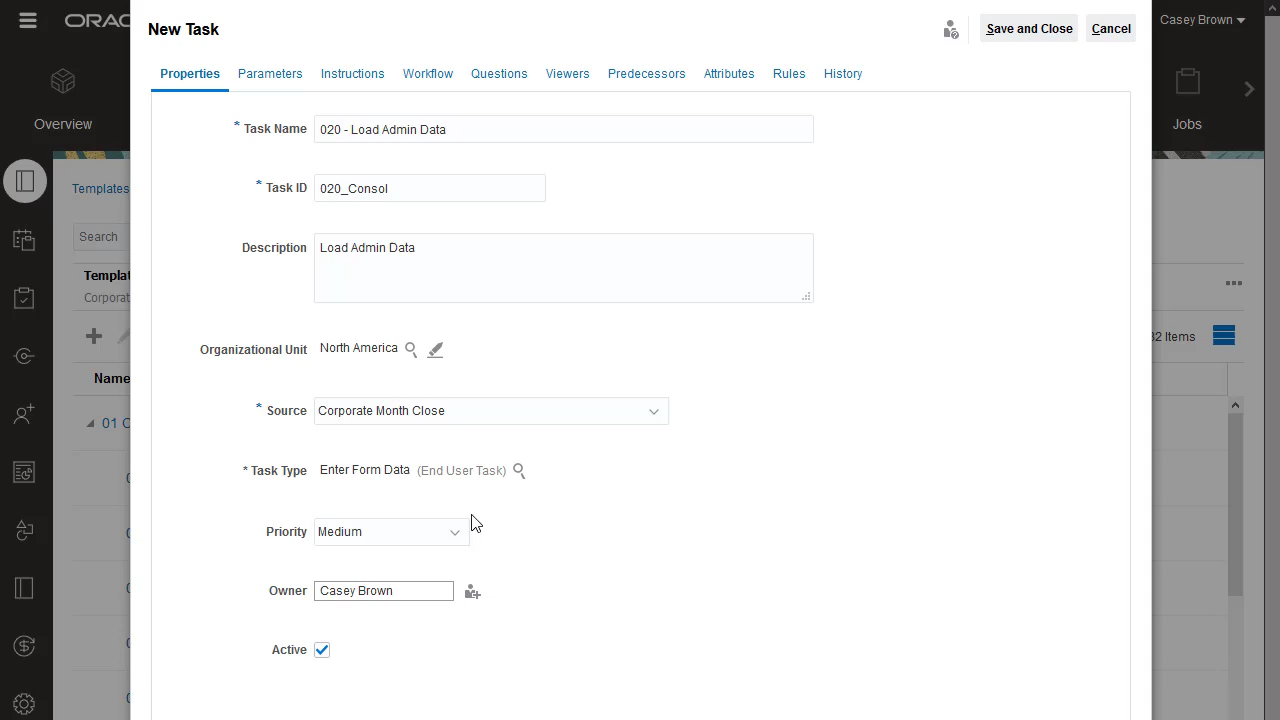 ORAC
New Task
Save and Close
Cancel
Casey Brown
Properties
Parameters
Instructions
Workflow
Questions
Viewers
Predecessors
Attributes
Rules
History
Overview
Jobs
* Task Name 020 - Load Admin Data
Templates
* Task ID 020_Consol
Search
Description Load Admin Data
Templat
Corporat
32 Items
Organizational Unit North America
Name
* Source Corporate Month Close
01 C
* Task Type Enter Form Data (End User Task)
Priority Medium
Owner Casey Brown
Active